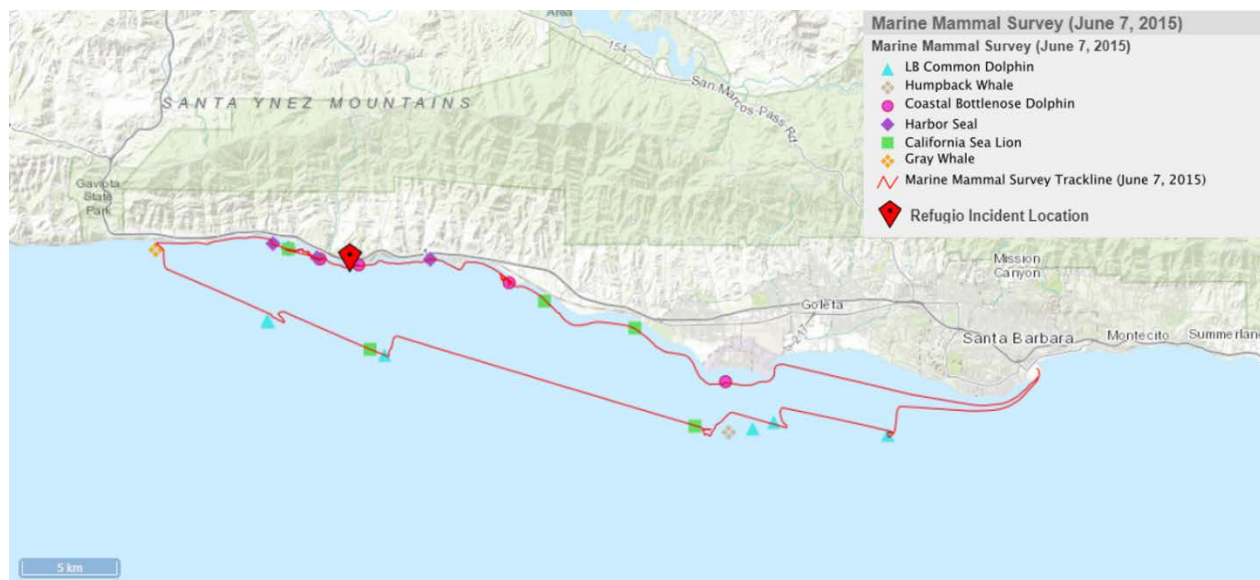 Area
154
San Marcos-Pass-Rd
SANTA YNEZ MOUNTAINS
Gaviota
State
Park
Mission
Canyon
Goleta
Santa Barbara
Montecito
Summerland
5 km
Marine Mammal Survey (June 7, 2015)
Marine Mammal Survey (June 7, 2015)
LB Common Dolphin
Humpback Whale
Coastal Bottlenose Dolphin
Harbor Seal
California Sea Lion
Gray Whale
Marine Mammal Survey Trackline (June 7, 2015)
Refugio Incident Location